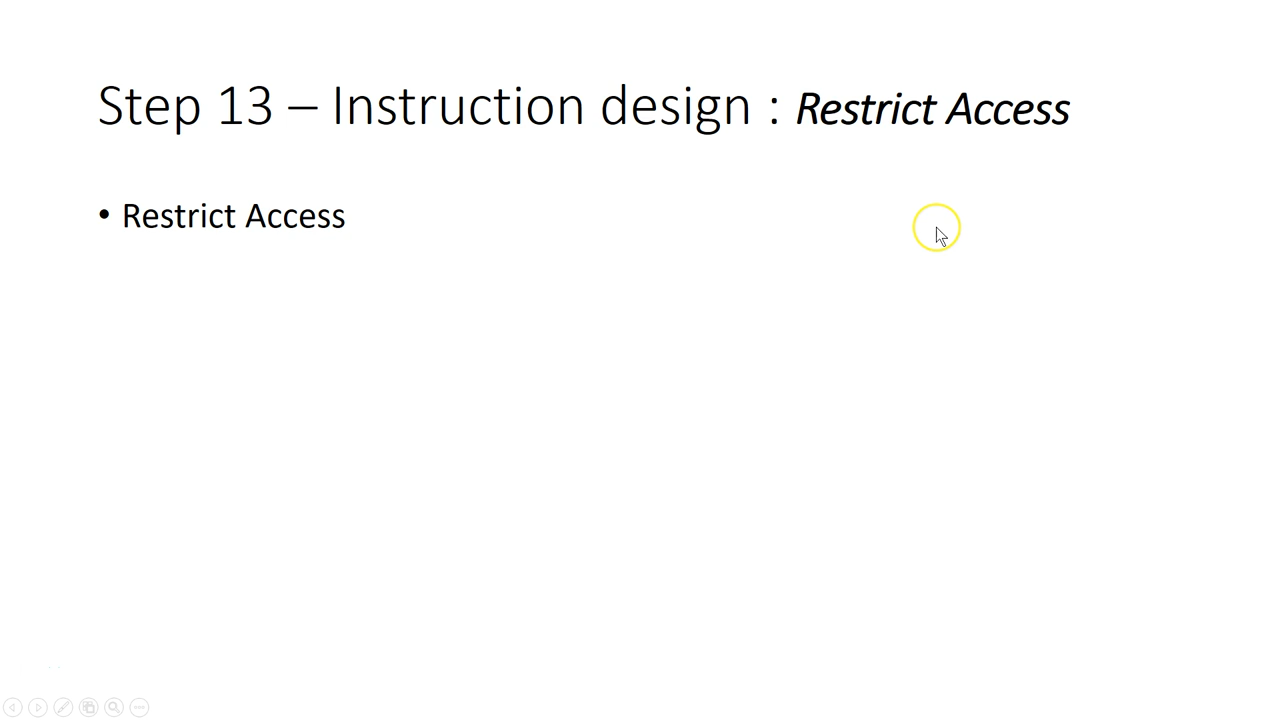 Step 13 – Instruction design : Restrict Access
• Restrict Access